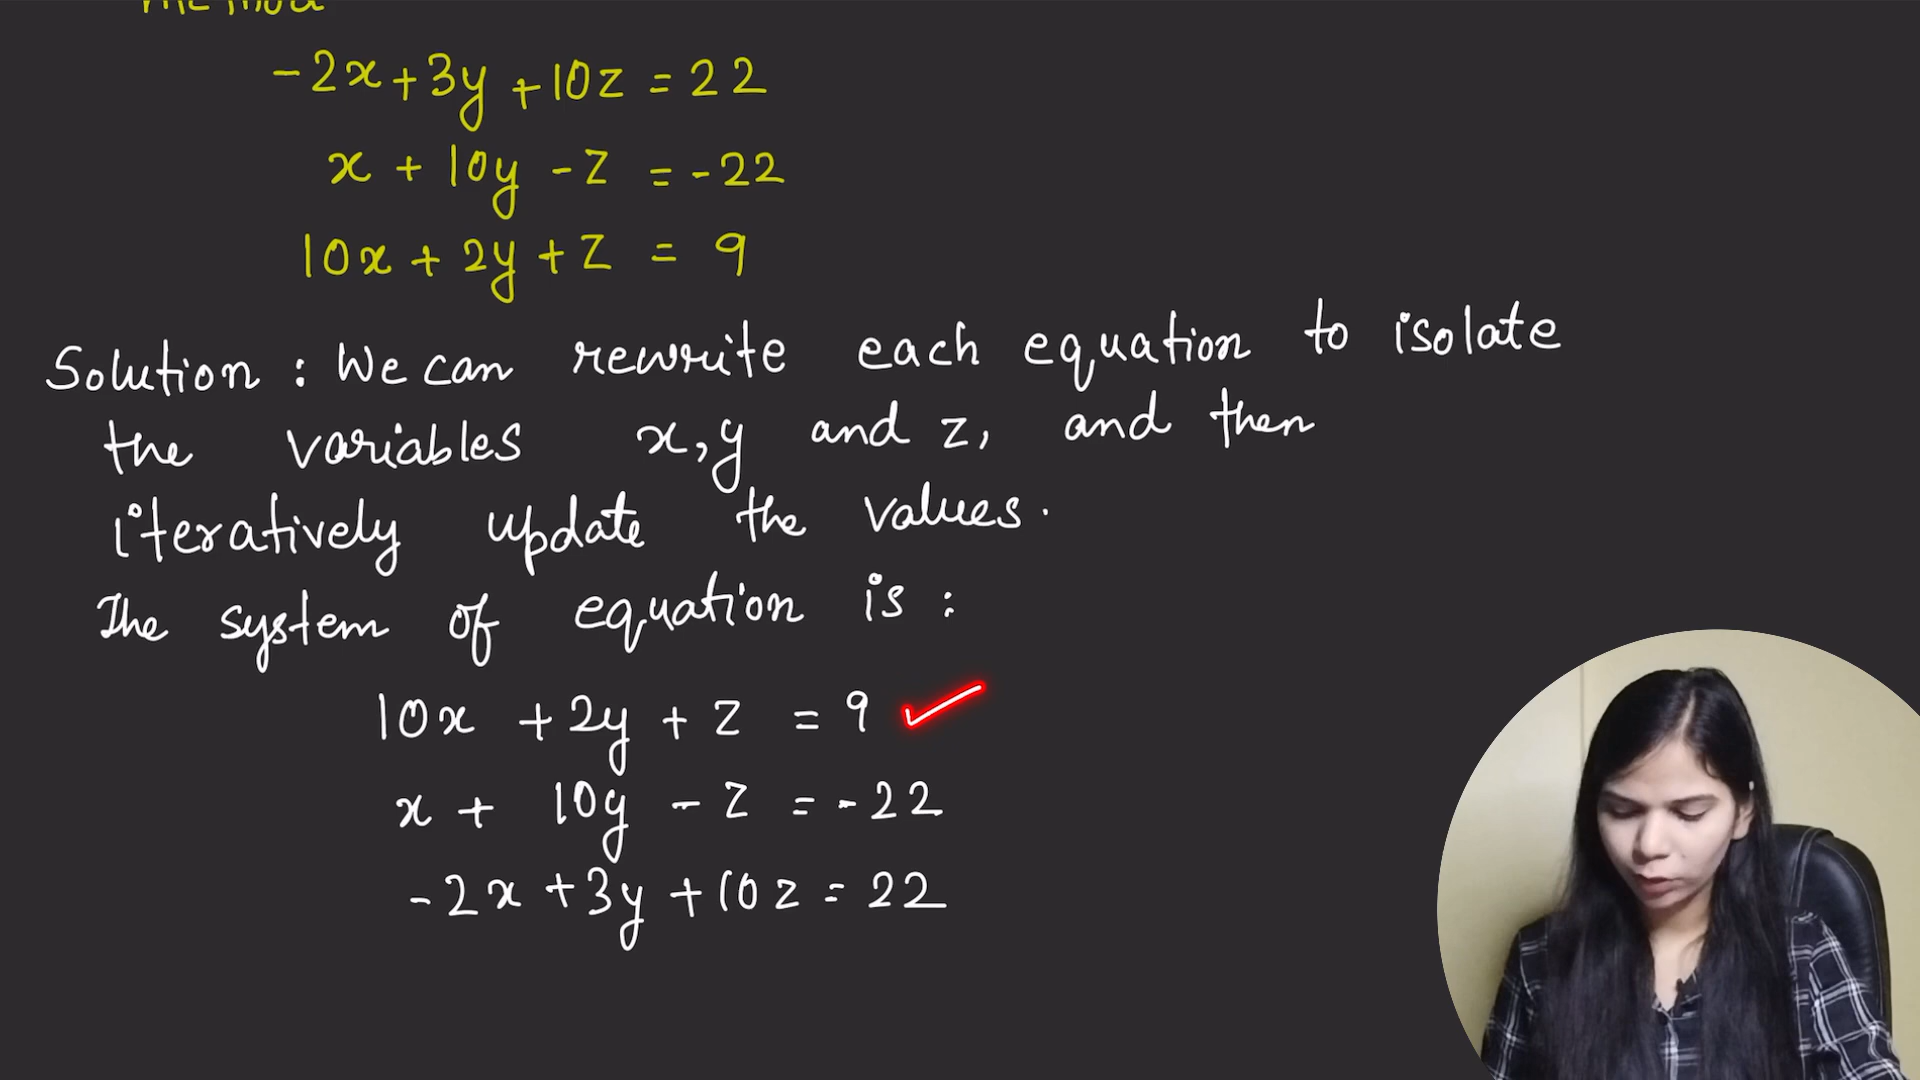 Method
-2x+3y+10z=22
x + 10y -z = -22
10x + 2y + z = 9
Solution : We can rewrite each equation to isolate
the variables x,y and z, and then
iteratively update the values.
The system of equation is :
10x +2y + z = 9 ✓
x + 10y - z = -22
-2x +3y +10z = 22